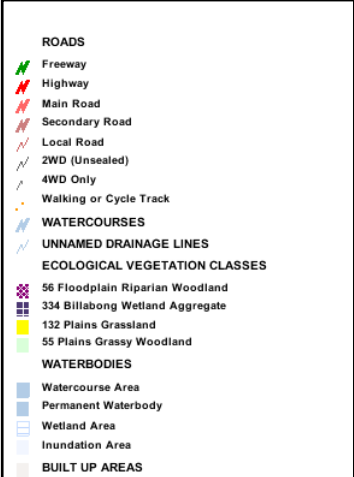 ROADS
Freeway
Highway
Main Road
Secondary Road
Local Road
2WD (Unsealed)
4WD Only
Walking or Cycle Track
WATERCOURSES
UNNAMED DRAINAGE LINES
ECOLOGICAL VEGETATION CLASSES
56 Floodplain Riparian Woodland
334 Billabong Wetland Aggregate
132 Plains Grassland
55 Plains Grassy Woodland
WATERBODIES
Watercourse Area
Permanent Waterbody
Wetland Area
Inundation Area
BUILT UP AREAS